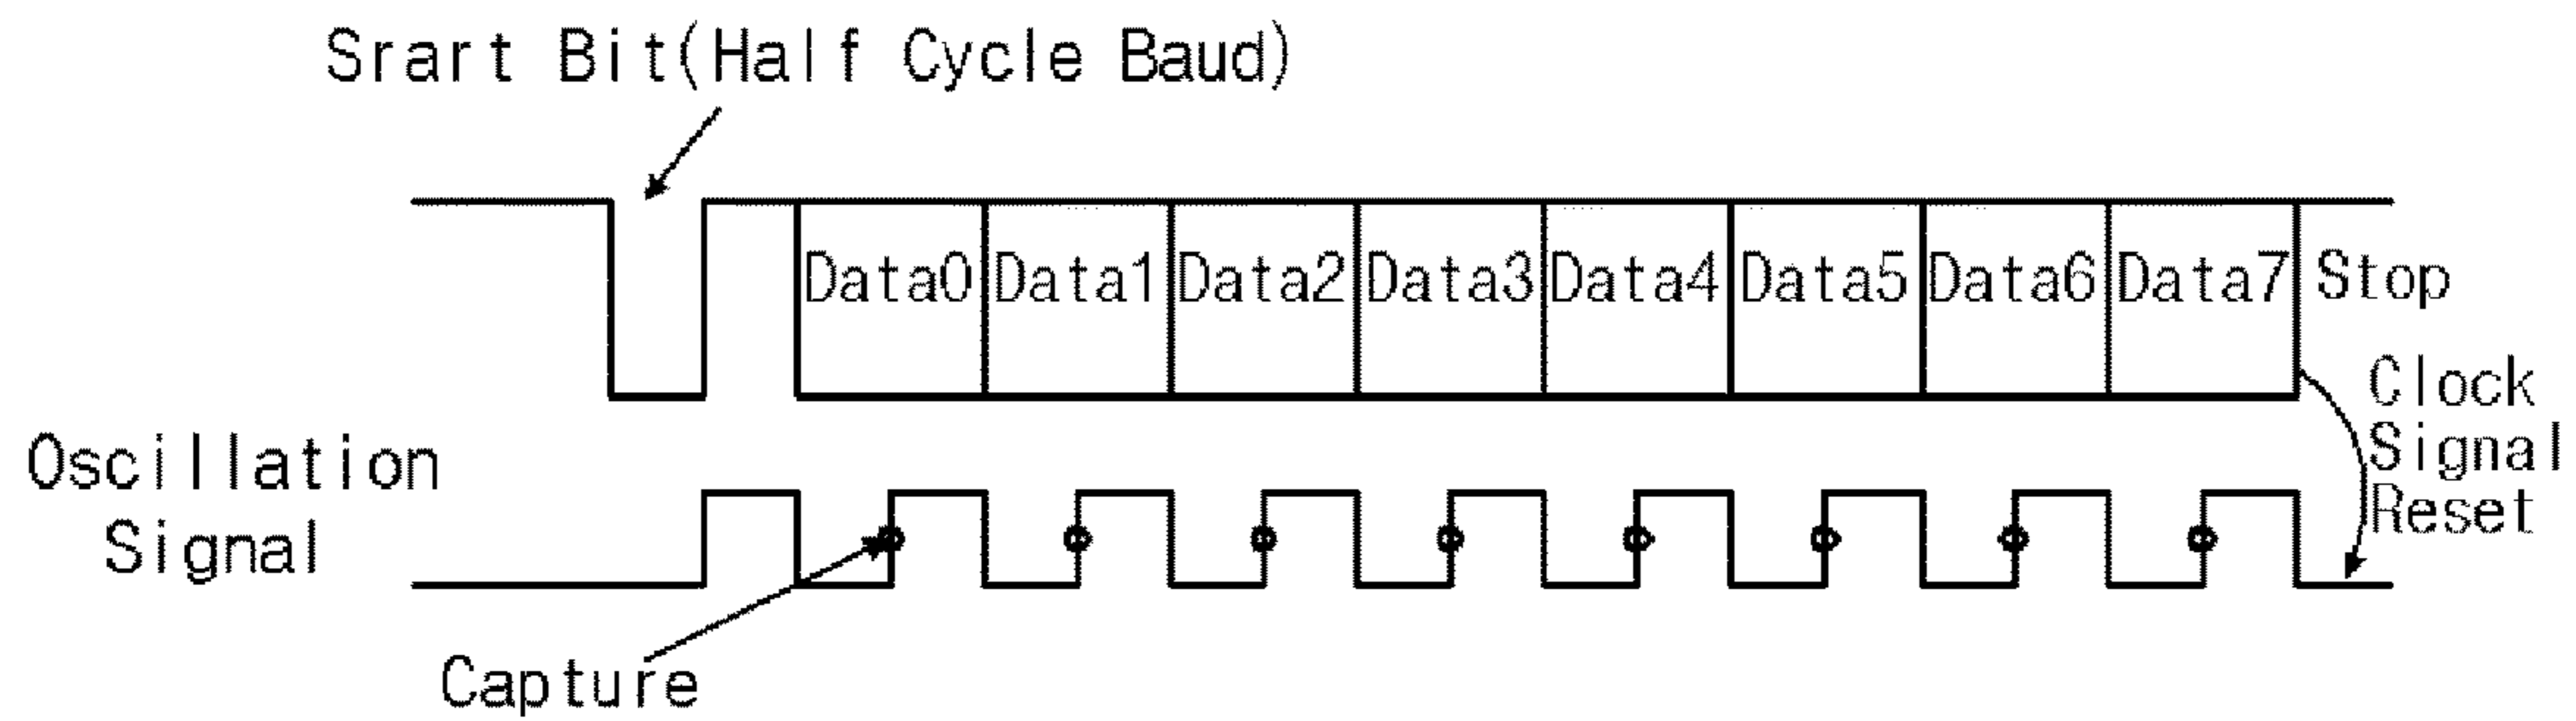 Srart Bit(Half Cycle Baud)
Data0 Data1 Data2 Data3 Data4 Data5 Data6 Data7 Stop
Clock
Signal
Reset
Oscillation
Signal
Capture